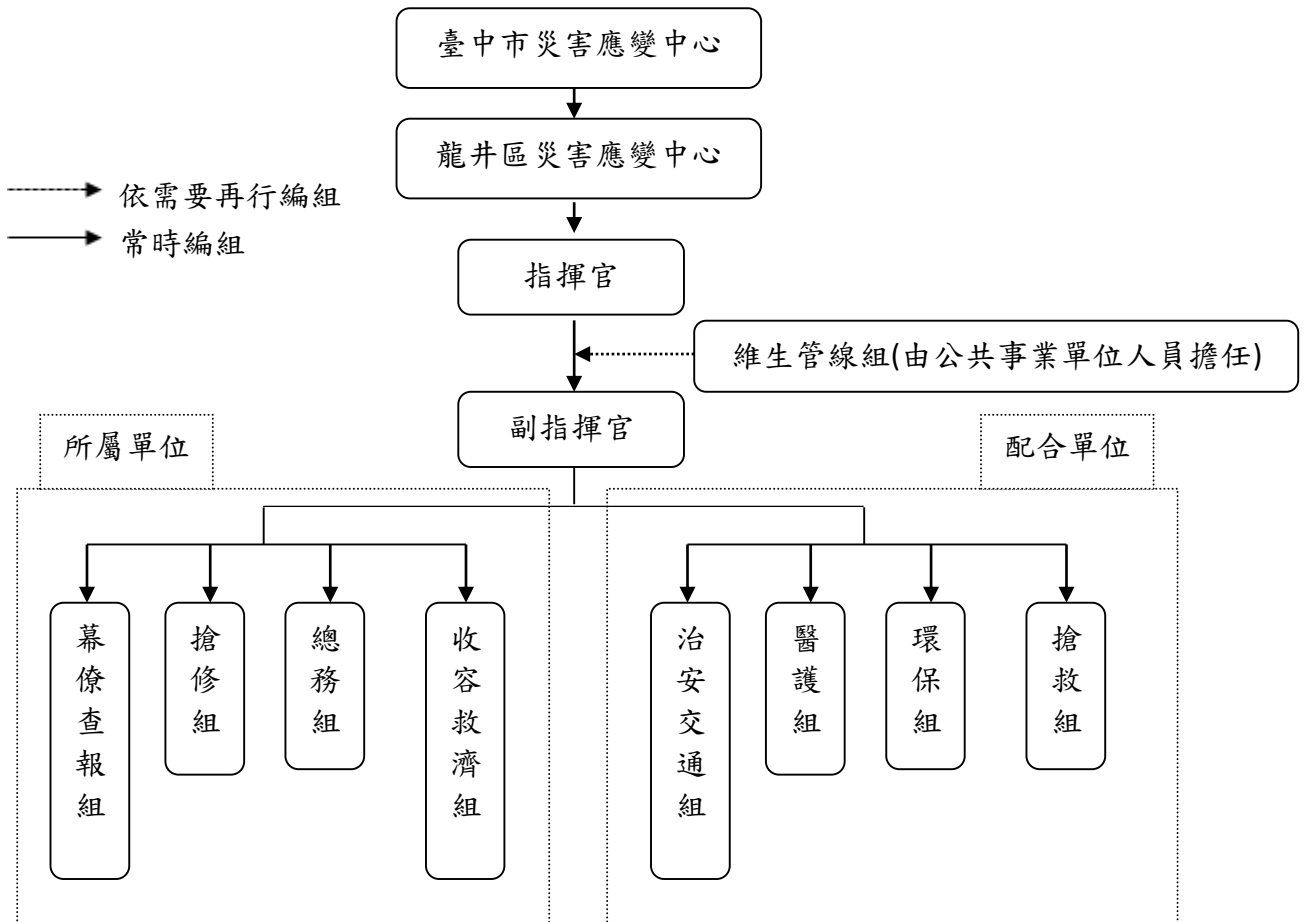 臺中市災害應變中心
龍井區災害應變中心
依需要再行編組
常時編組
指揮官
維生管線組(由公共事業單位人員擔任)
副指揮官
所屬單位
配合單位
幕僚查報組
搶修組
總務組
收容救濟組
治安交通組
醫護組
環保組
搶救組